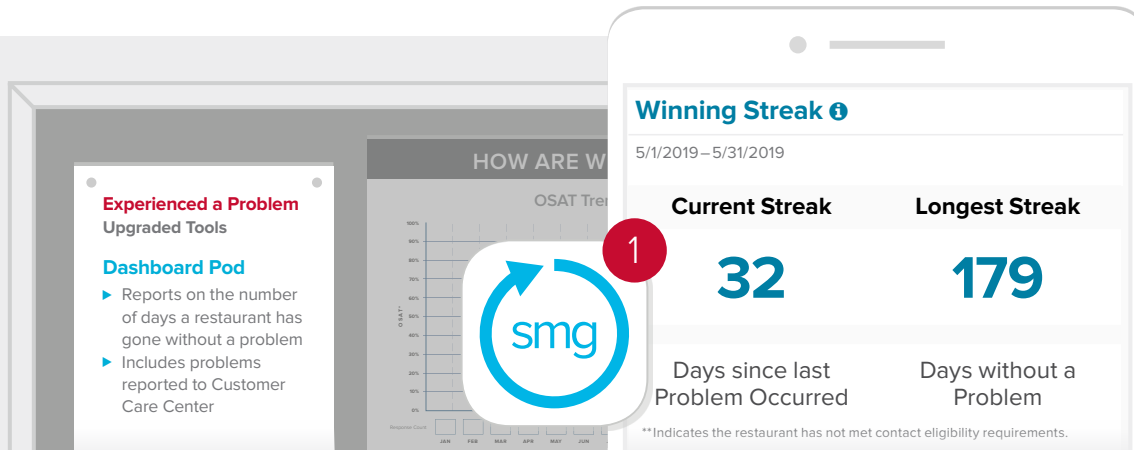 Experienced a Problem
Upgraded Tools
Dashboard Pod
Reports on the number
of days a restaurant has
gone without a problem
Includes problems
reported to Customer
Care Center
HOW ARE W
OSAT Tre
100%
90%
80%
70%
60%
50%
40%
30%
20%
10%
0%
OSAT*
Response Count
JAN FEB MAR APR MAY JUN
smg
1
Winning Streak
5/1/2019–5/31/2019
Current Streak Longest Streak
32 179
Days since last Days without a
Problem Occurred Problem
**Indicates the restaurant has not met contact eligibility requirements.